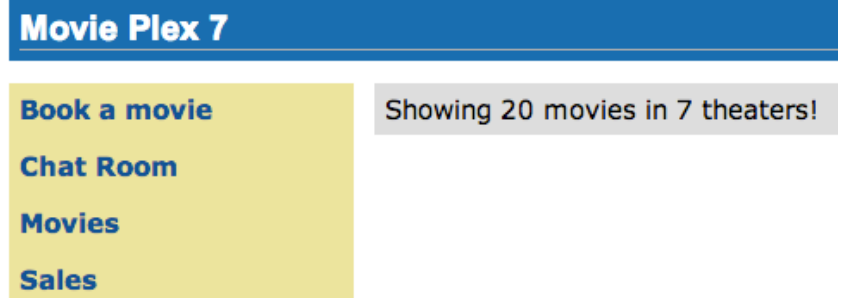 Movie Plex 7
Book a movie
Chat Room
Movies
Sales
Showing 20 movies in 7 theaters!